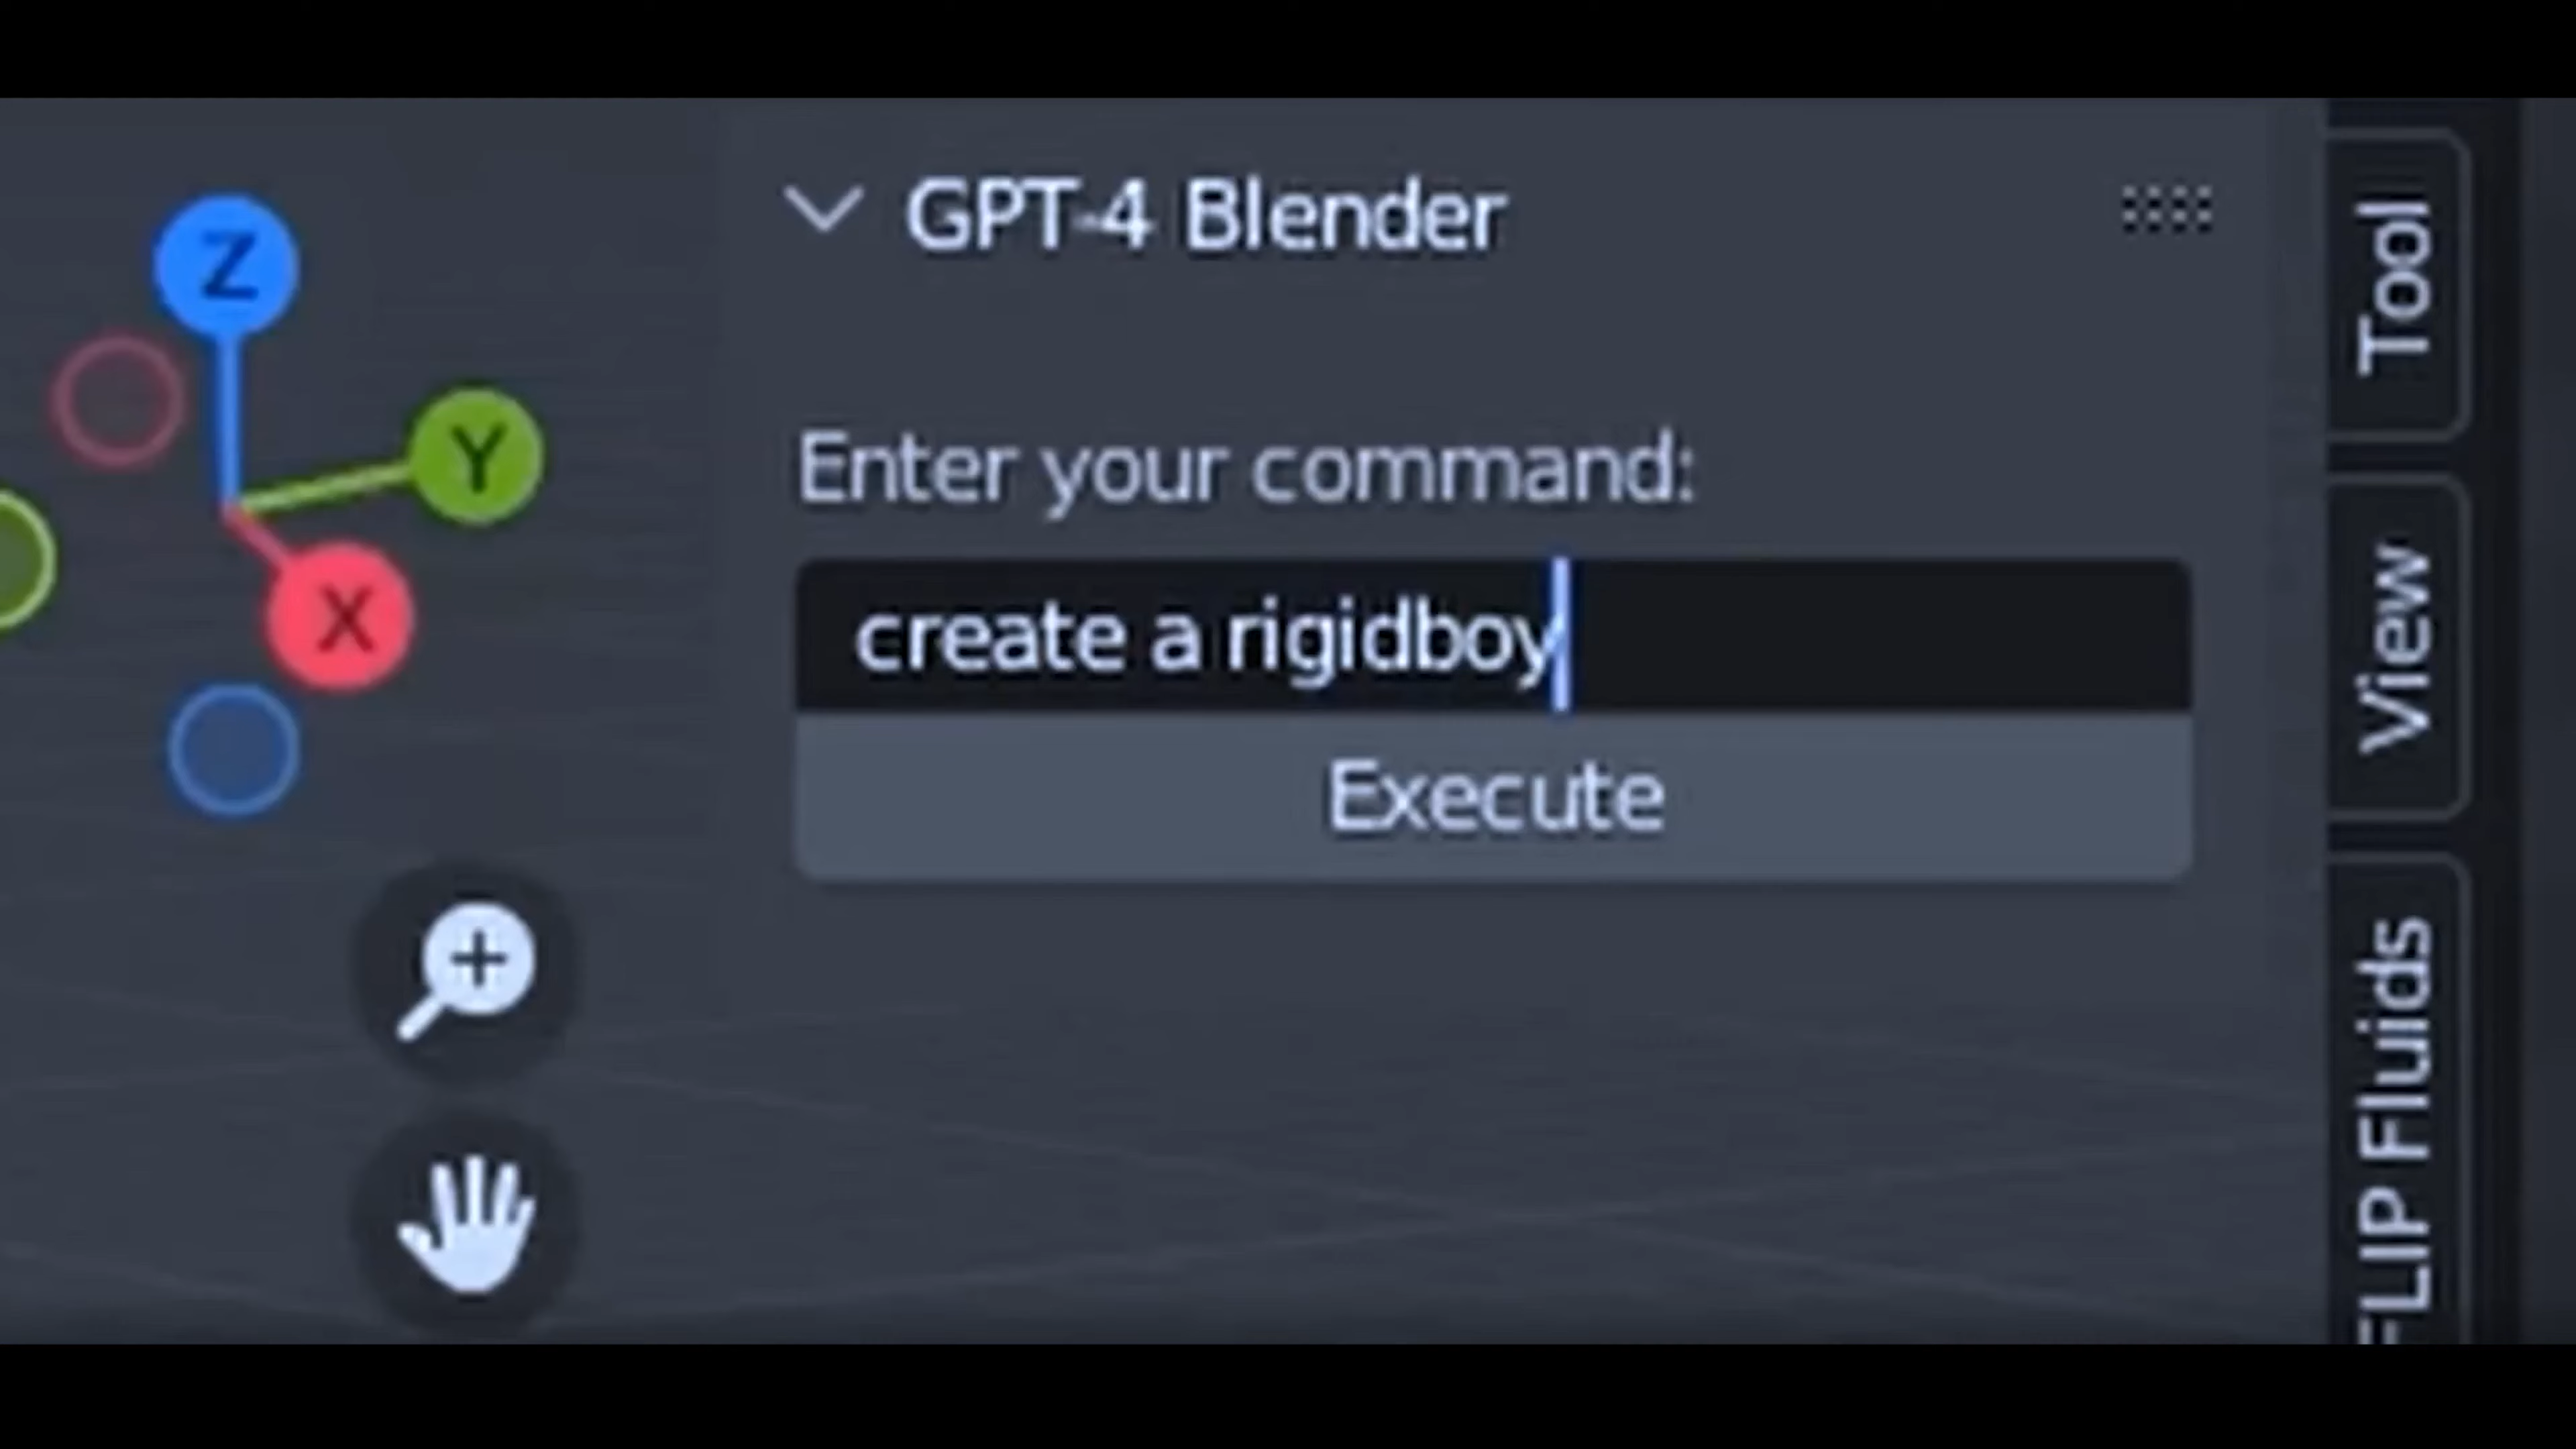 GPT-4 Blender
Enter your command:
create a rigidboy
Execute
Z
Y
X
Tool
View
FLIP Fluids